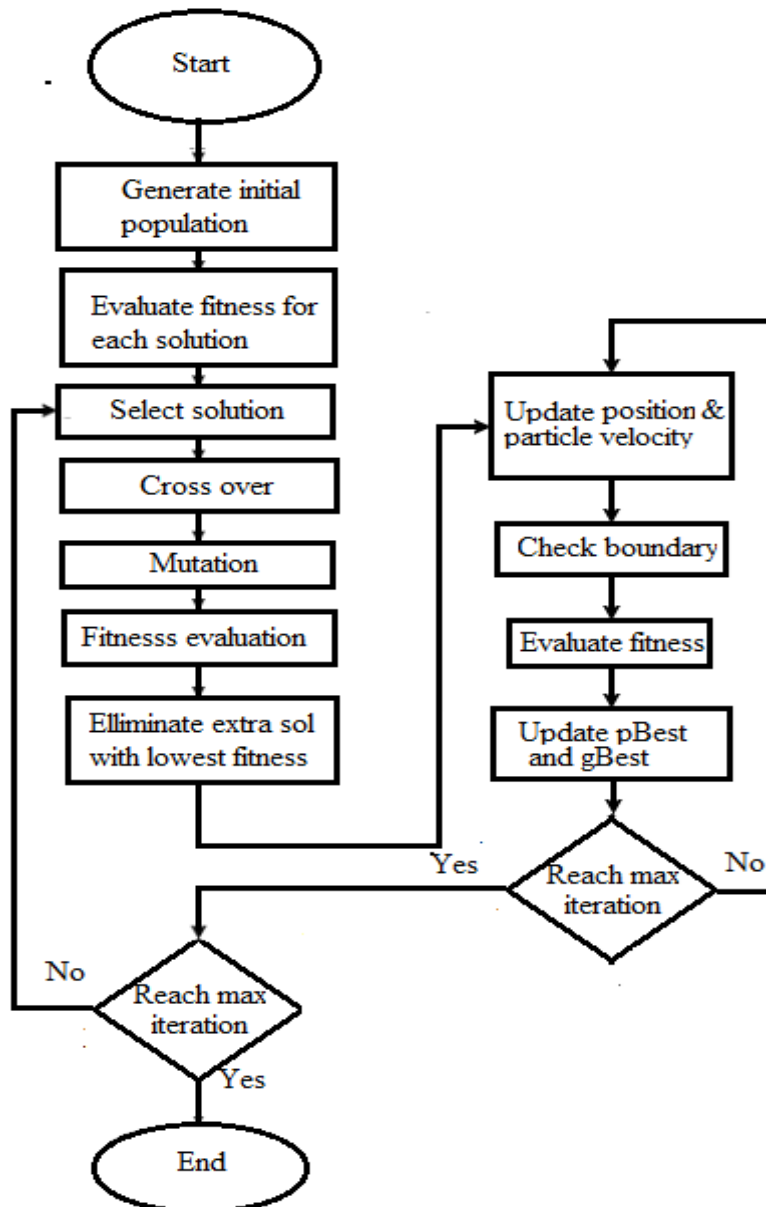 Start
Generate initial
population
Evaluate fitness for
each solution
Select solution
Cross over
Mutation
Fitnesss evaluation
Elliminate extra sol
with lowest fitness
Update position &
particle velocity
Check boundary
Evaluate fitness
Update pBest
and gBest
Yes
Reach max
iteration
No
No
Reach max
iteration
Yes
End